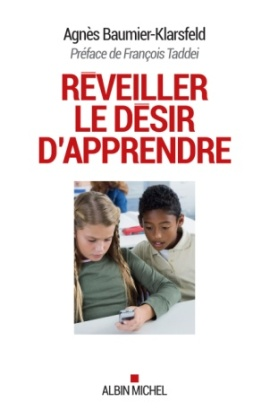 Agnès Baumier-Klarsfeld
Préface de François Taddei
RÉVEILLER
LE DÉSIR
D'APPRENDRE
ALBIN MICHEL